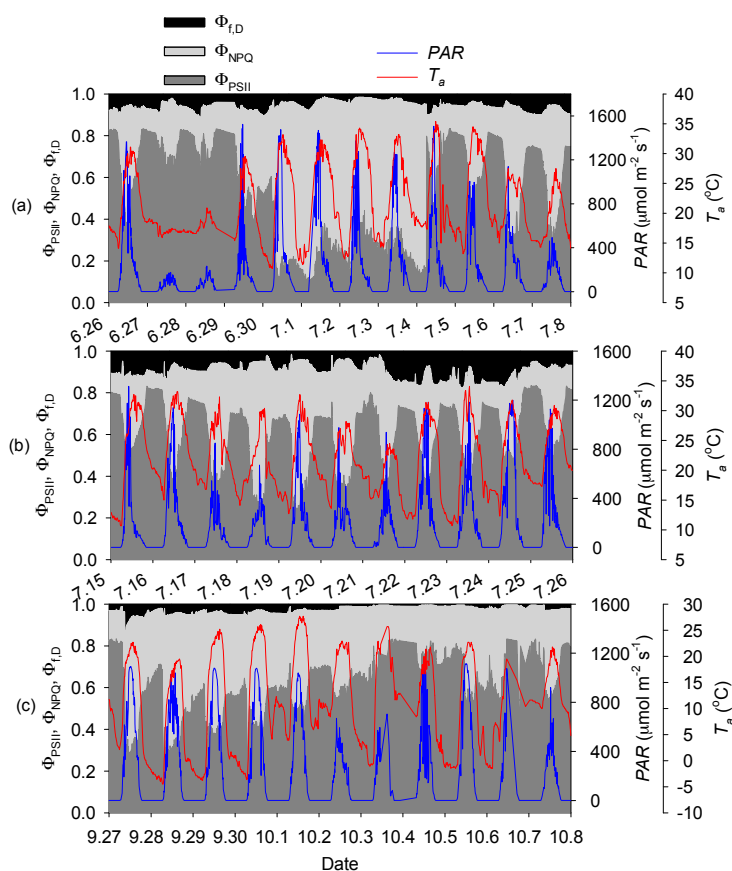 Φf,D
ΦNPQ
ΦPSII
PAR
Ta
(a)
ΦPSII, ΦNPQ, Φf,D
1.0
0.8
0.6
0.4
0.2
0.0
1600
1200
800
400
0
PAR (μmol m-2 s-1)
40
35
30
25
20
15
10
5
Ta (oC)
6.26 6.27 6.28 6.29 6.30 7.1 7.2 7.3 7.4 7.5 7.6 7.7 7.8
(b)
ΦPSII, ΦNPQ, Φf,D
1.0
0.8
0.6
0.4
0.2
0.0
1600
1200
800
400
0
PAR (μmol m-2 s-1)
40
35
30
25
20
15
10
5
Ta (oC)
7.15 7.16 7.17 7.18 7.19 7.20 7.21 7.22 7.23 7.24 7.25 7.26
(c)
ΦPSII, ΦNPQ, Φf,D
1.0
0.8
0.6
0.4
0.2
0.0
1600
1200
800
400
0
PAR (μmol m-2 s-1)
30
25
20
15
10
5
0
-5
-10
Ta (oC)
9.27 9.28 9.29 9.30 10.1 10.2 10.3 10.4 10.5 10.6 10.7 10.8
Date